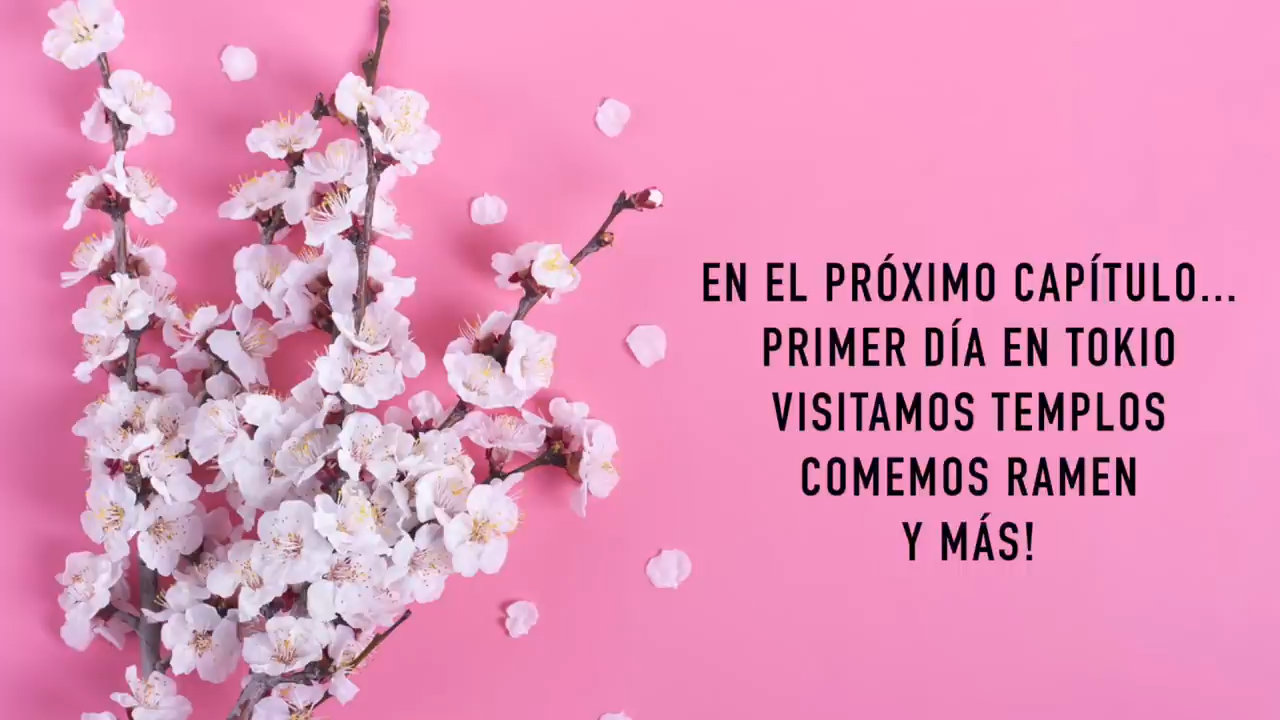 EN EL PRÓXIMO CAPÍTULO...
PRIMER DÍA EN TOKIO
VISITAMOS TEMPLOS
COMEMOS RAMEN
Y MÁS!